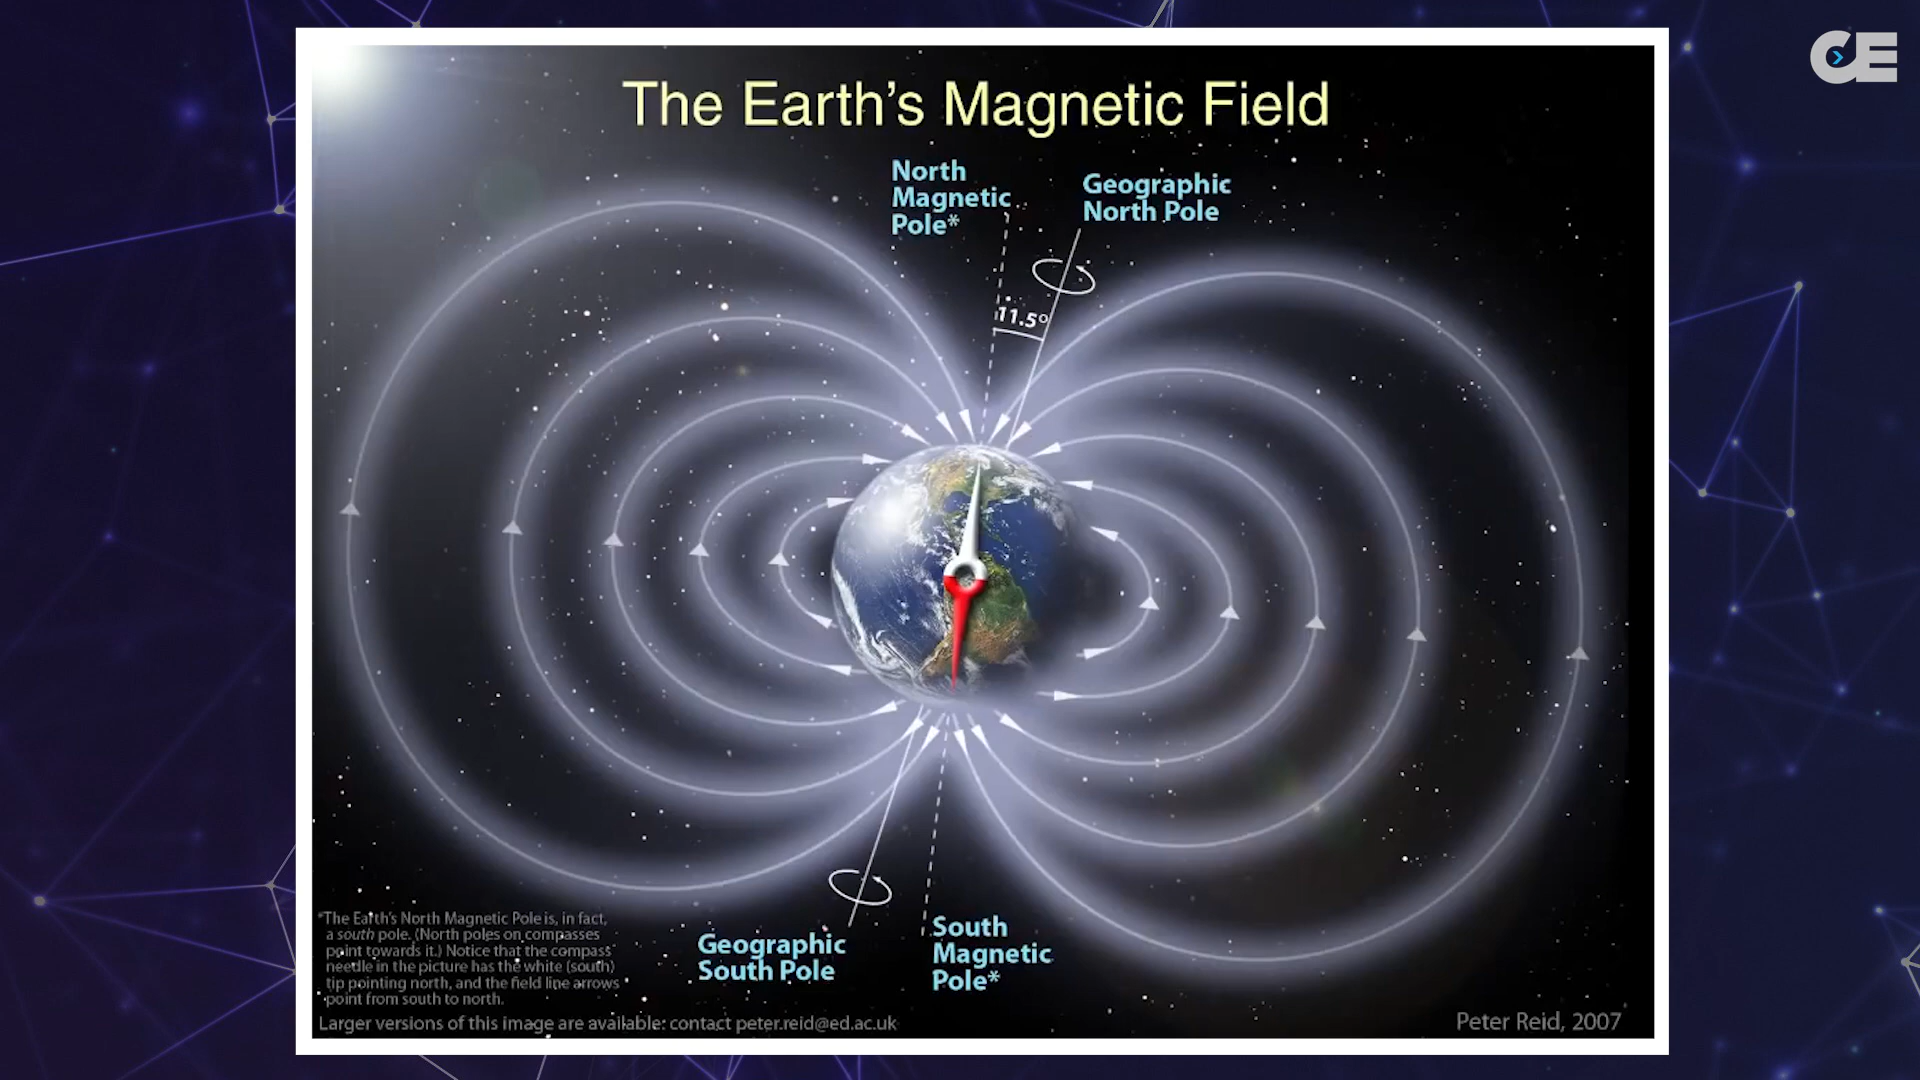 CE
The Earth's Magnetic Field
North
Magnetic
Pole*
Geographic
North Pole
11.5°
Geographic
South Pole
South
Magnetic
Pole*
*The Earth's North Magnetic Pole is, in fact,
a south pole. (North poles on compasses
point towards it.) Notice that the compass
needle in the picture has the white (south)
tip pointing north, and the field line arrows
point from south to north.
Larger versions of this image are available: contact peter.reid@ed.ac.uk
Peter Reid, 2007